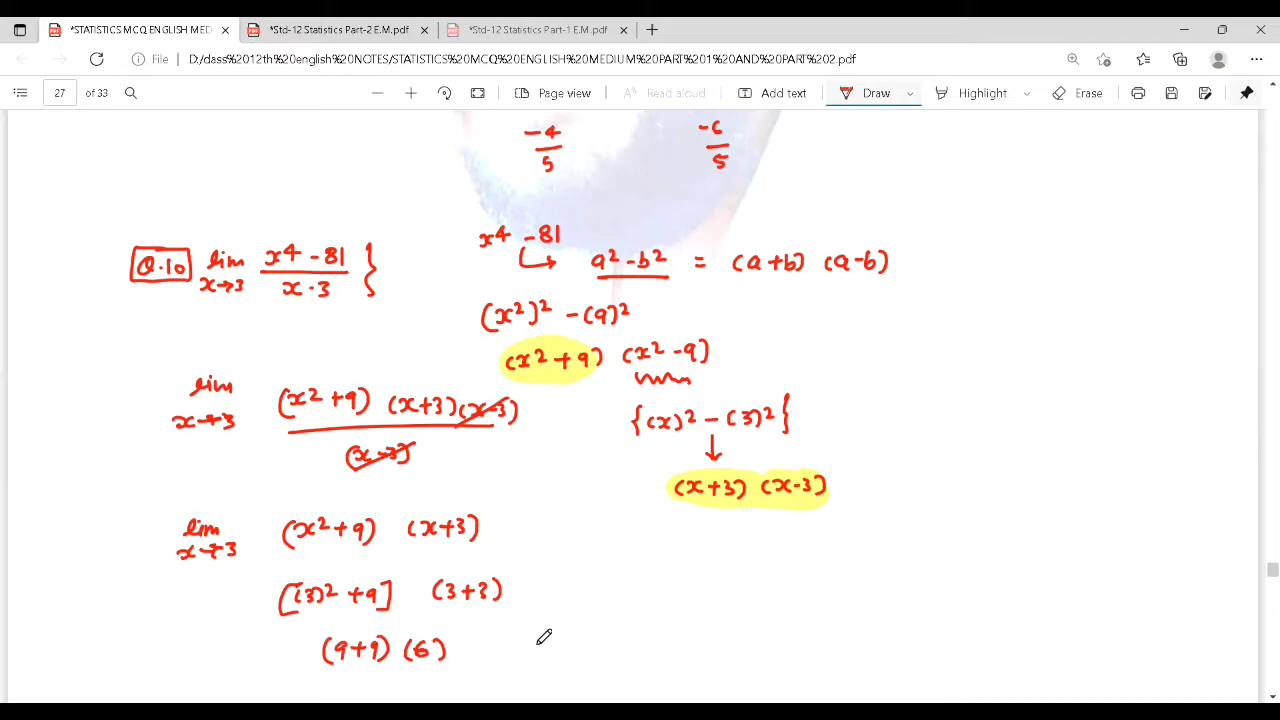 *STATISTICS MCQ ENGLISH MED
*Std-12 Statistics Part-2 E.M.pdf
*Std-12 Statistics Part-1 E.M.pdf
File D:/class%2012th%20english%20NOTES/STATISTICS%20MCQ%20ENGLISH%20MEDIUM%20PART%201%20AND%20PART%202.pdf
27 of 33 Page view Read aloud Add text Draw Highlight Erase
-4/5 -6/5
Q.10 lim x→3 x⁴ - 81 / x - 3 }
x⁴ - 81
a² - b² = (a+b) (a-b)
(x²)² - (9)²
(x² + 9) (x² - 9)
{(x)² - (3)²}
(x+3) (x-3)
lim x→3 (x² + 9) (x+3) (x-3) / (x-3)
lim x→3 (x² + 9) (x+3)
[(3)² + 9] (3+3)
(9+9) (6)